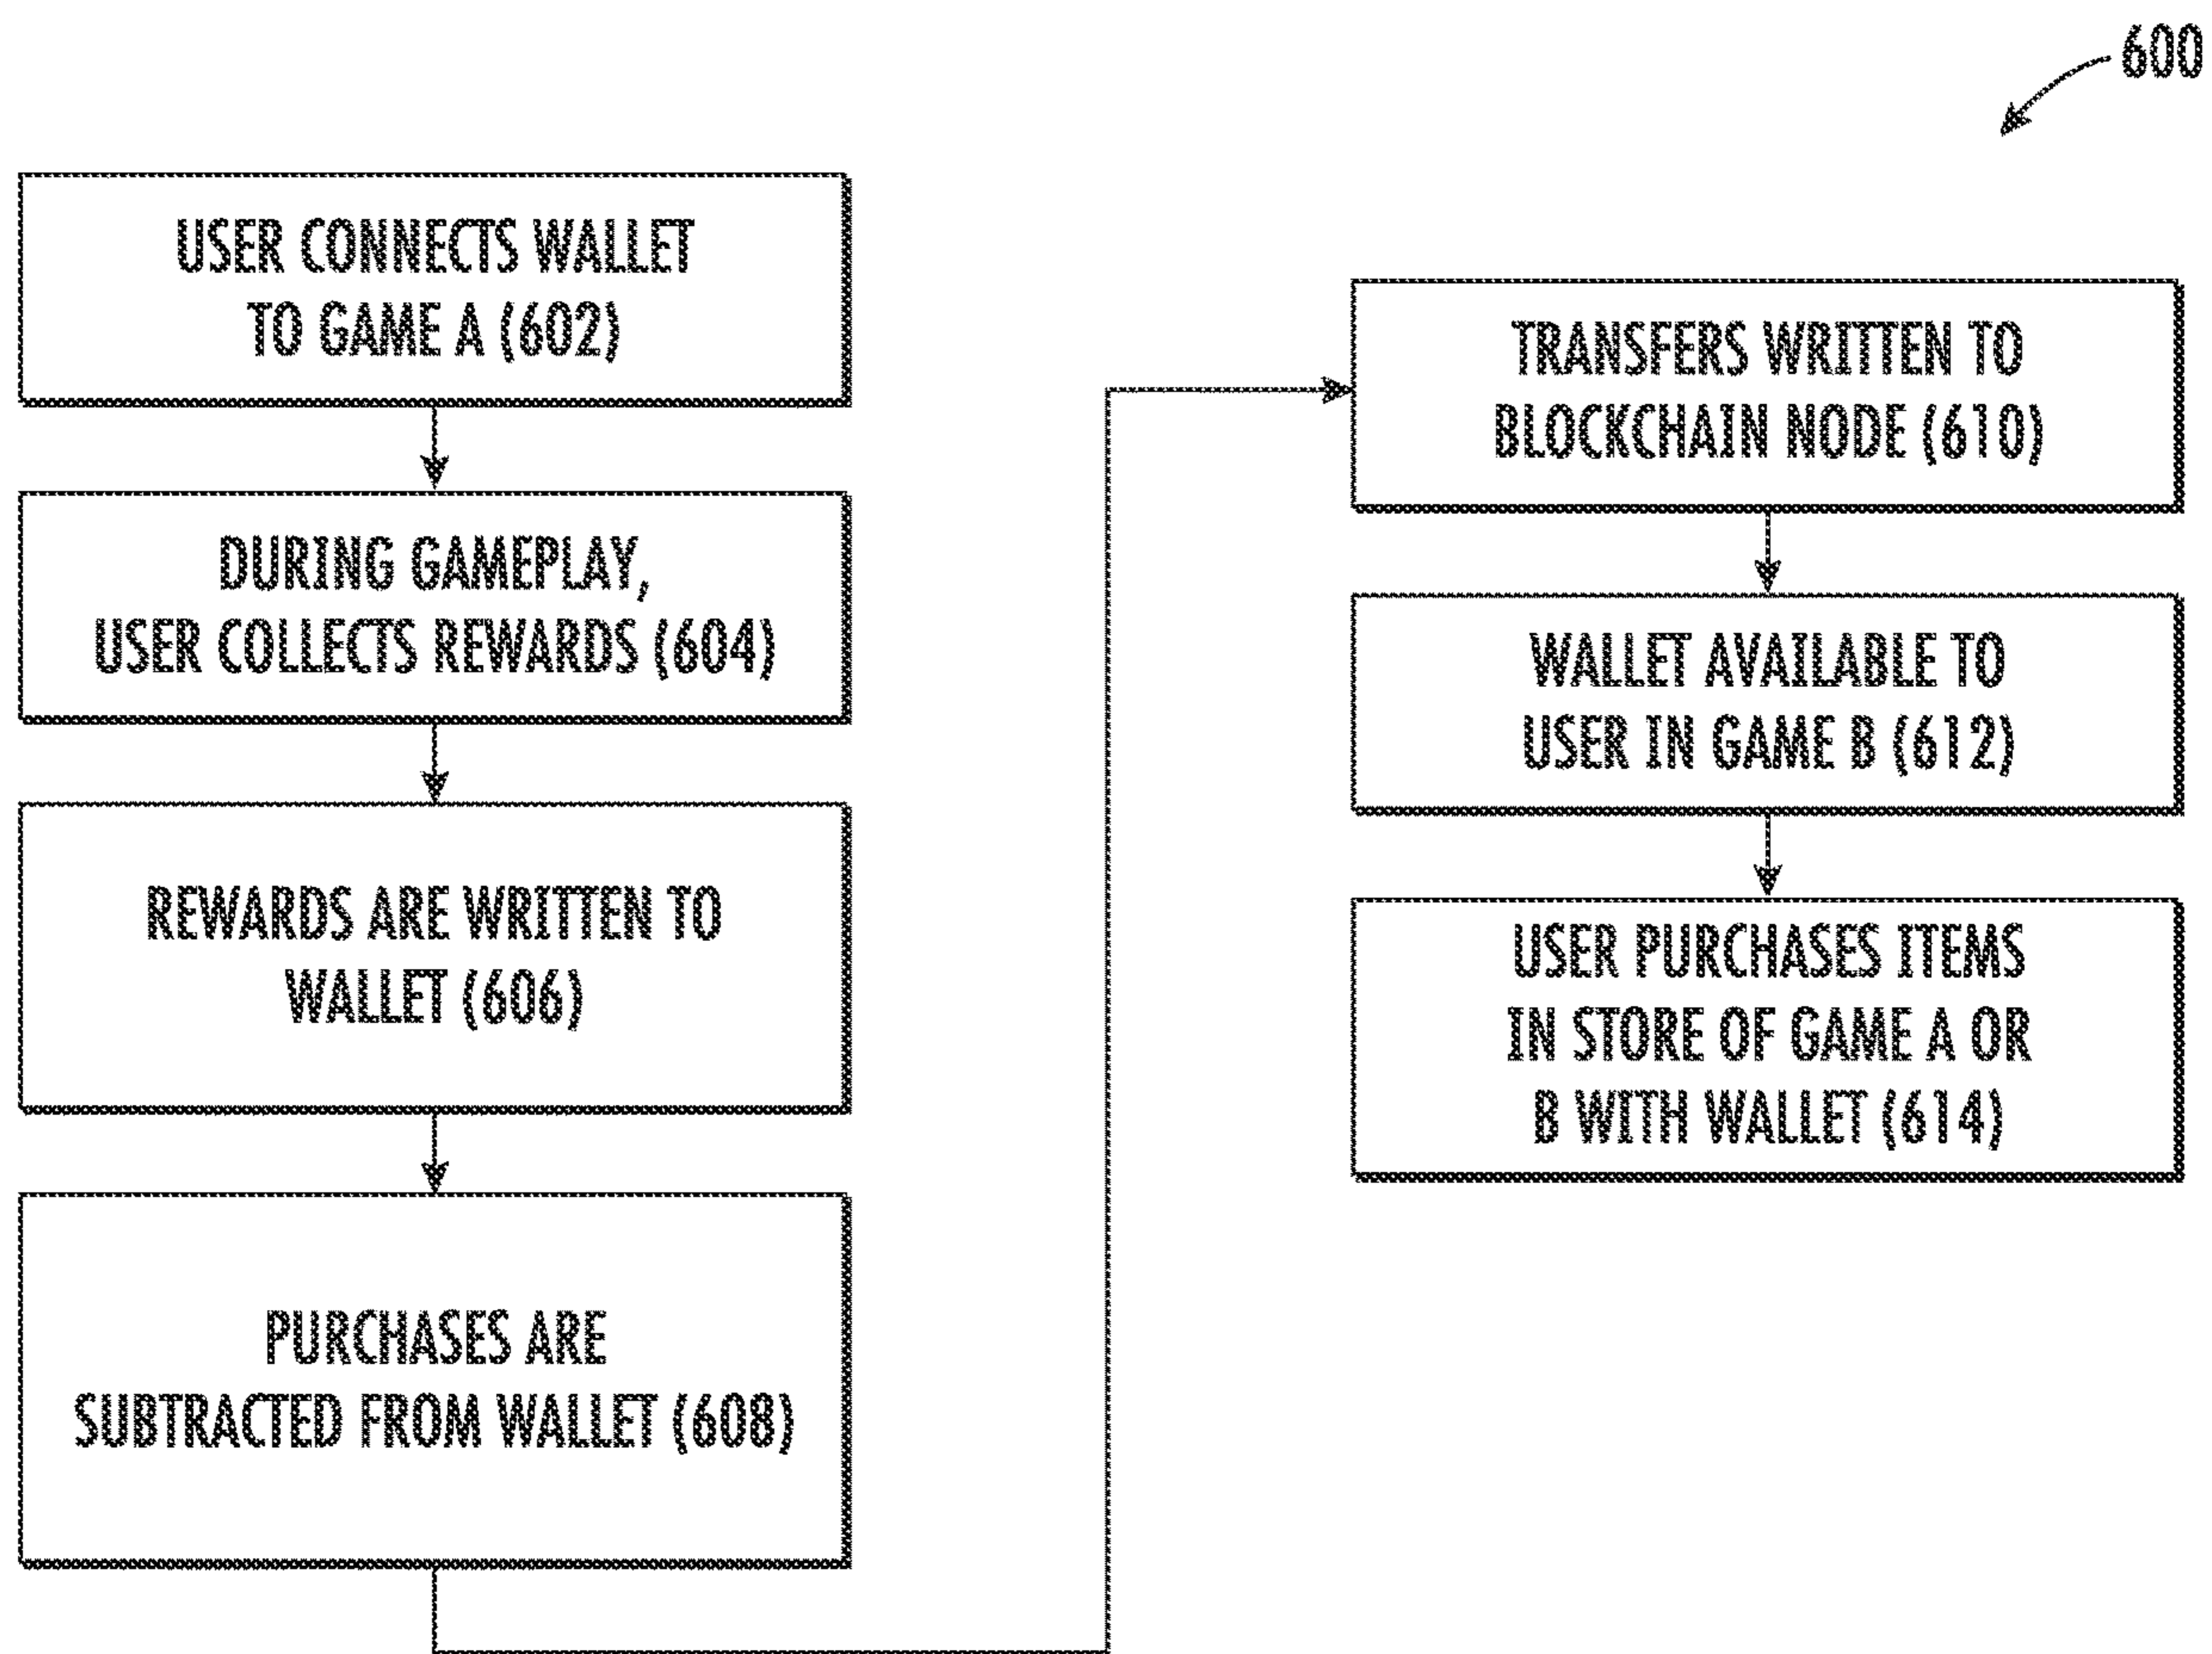 600
USER CONNECTS WALLET
TO GAME A (602)
DURING GAMEPLAY,
USER COLLECTS REWARDS (604)
REWARDS ARE WRITTEN TO
WALLET (606)
PURCHASES ARE
SUBTRACTED FROM WALLET (608)
TRANSFERS WRITTEN TO
BLOCKCHAIN NODE (610)
WALLET AVAILABLE TO
USER IN GAME B (612)
USER PURCHASES ITEMS
IN STORE OF GAME A OR
B WITH WALLET (614)